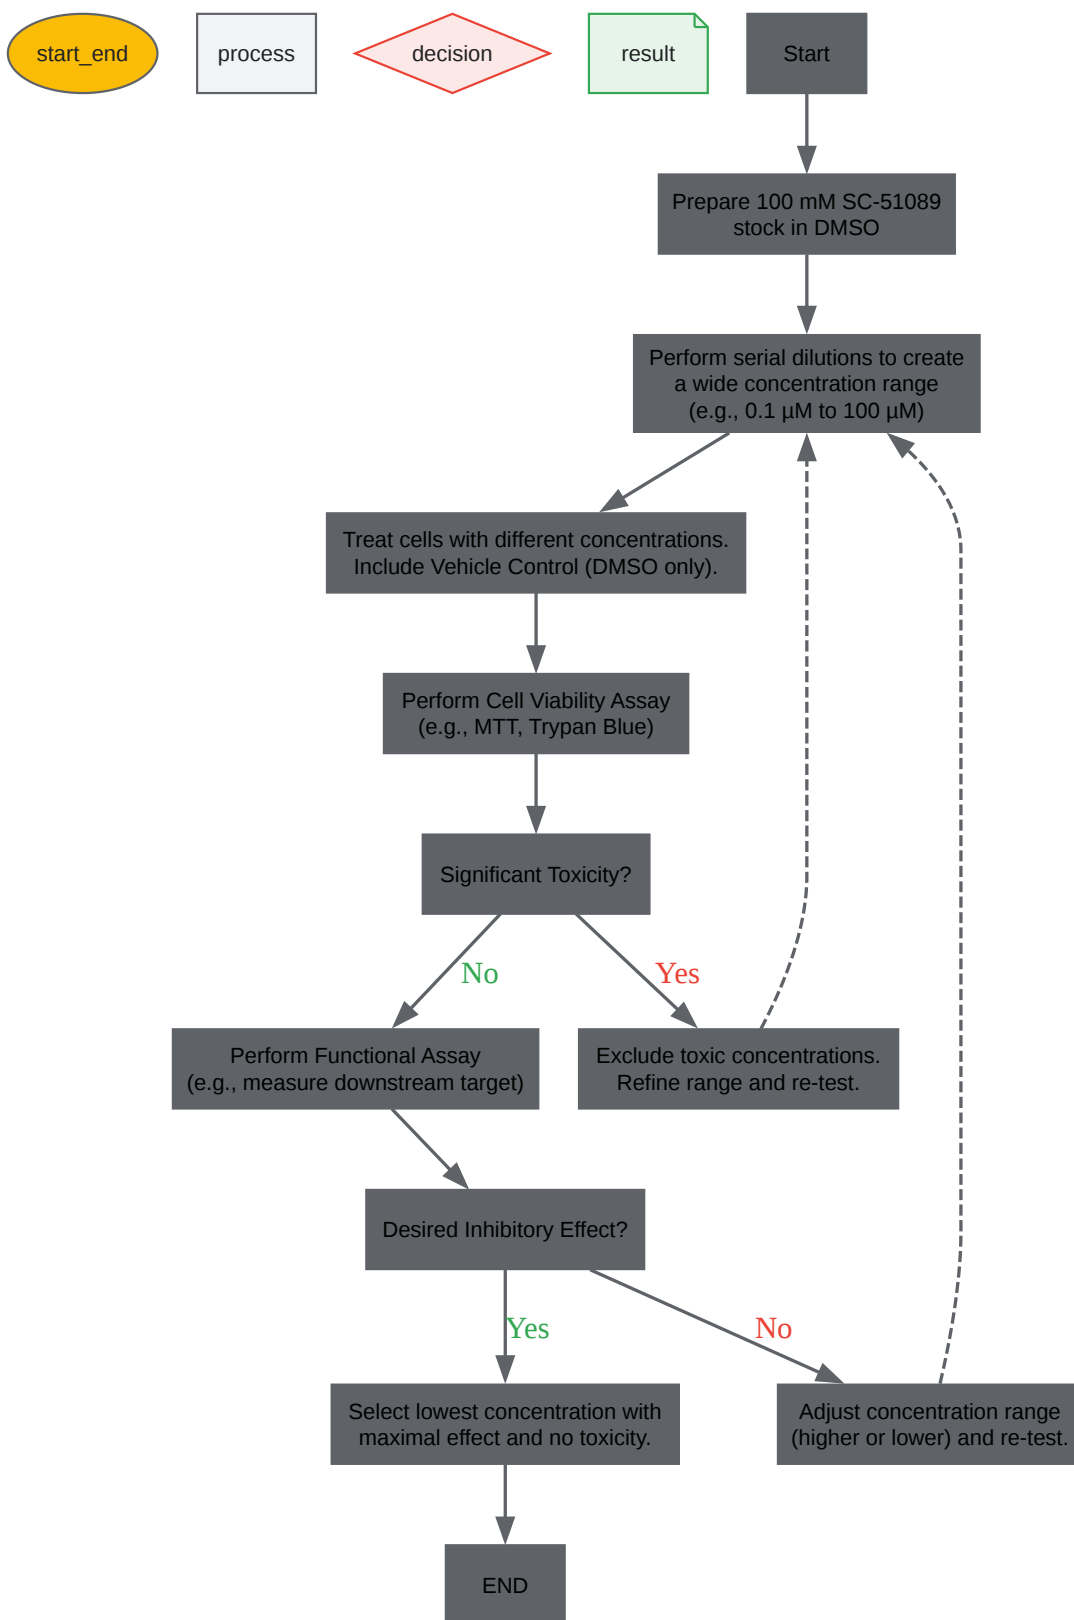 start_end
process
decision
result
Start
Prepare 100 mM SC-51089
stock in DMSO
Perform serial dilutions to create
a wide concentration range
(e.g., 0.1 µM to 100 µM)
Treat cells with different concentrations.
Include Vehicle Control (DMSO only).
Perform Cell Viability Assay
(e.g., MTT, Trypan Blue)
Significant Toxicity?
No
Yes
Perform Functional Assay
(e.g., measure downstream target)
Exclude toxic concentrations.
Refine range and re-test.
Desired Inhibitory Effect?
Yes
No
Select lowest concentration with
maximal effect and no toxicity.
Adjust concentration range
(higher or lower) and re-test.
END